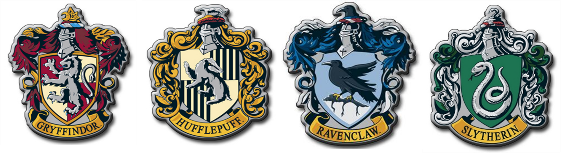 GRYFFINDOR
HUFFLEPUFF
RAVENCLAW
SLYTHERIN